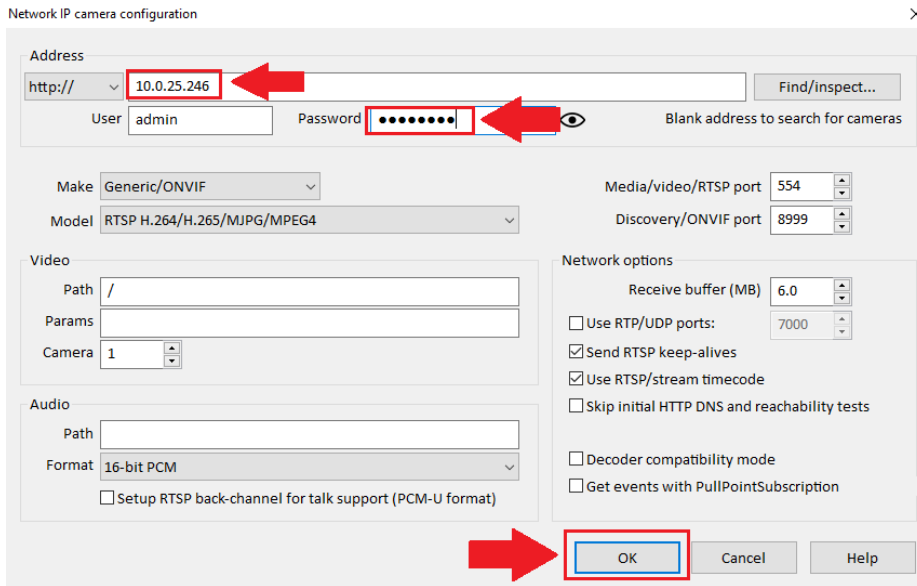 Network IP camera configuration
Address
http:// 10.0.25.246 Find/inspect...
User admin Password ●●●●●●●● Blank address to search for cameras
Make Generic/ONVIF Media/video/RTSP port 554
Model RTSP H.264/H.265/MJPG/MPEG4 Discovery/ONVIF port 8999
Video
Path /
Params
Camera 1
Network options
Receive buffer (MB) 6.0
Use RTP/UDP ports: 7000
Send RTSP keep-alives
Use RTSP/stream timecode
Skip initial HTTP DNS and reachability tests
Decoder compatibility mode
Get events with PullPointSubscription
Audio
Path
Format 16-bit PCM
Setup RTSP back-channel for talk support (PCM-U format)
OK Cancel Help